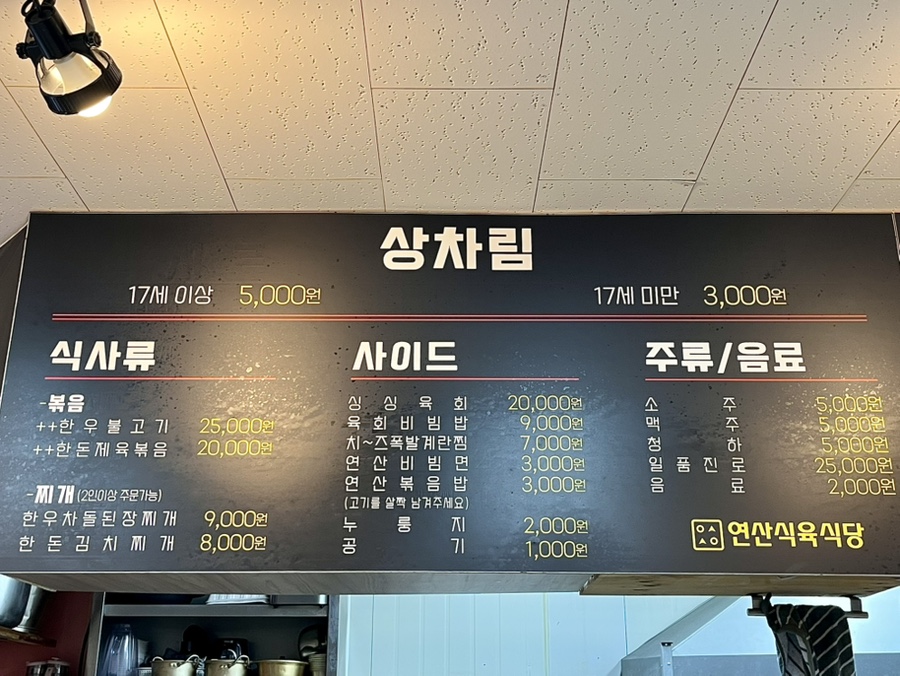 상차림
17세 이상 5,000원
17세 미만 3,000원
식사류
-볶음
++한우불고기 25,000원
++한돈제육볶음 20,000원
-찌개 (2인이상 주문가능)
한우차돌된장찌개 9,000원
한돈김치찌개 8,000원
사이드
싱싱육회 20,000원
육회비빔밥 9,000원
치~즈폭발계란찜 7,000원
연산비빔면 3,000원
연산볶음밥 3,000원
(고기를 살짝 남겨주세요)
누룽지 2,000원
공기 1,000원
주류/음료
소주 5,000원
맥주 5,000원
청하 5,000원
일품진로 25,000원
음료 2,000원
연산식육식당